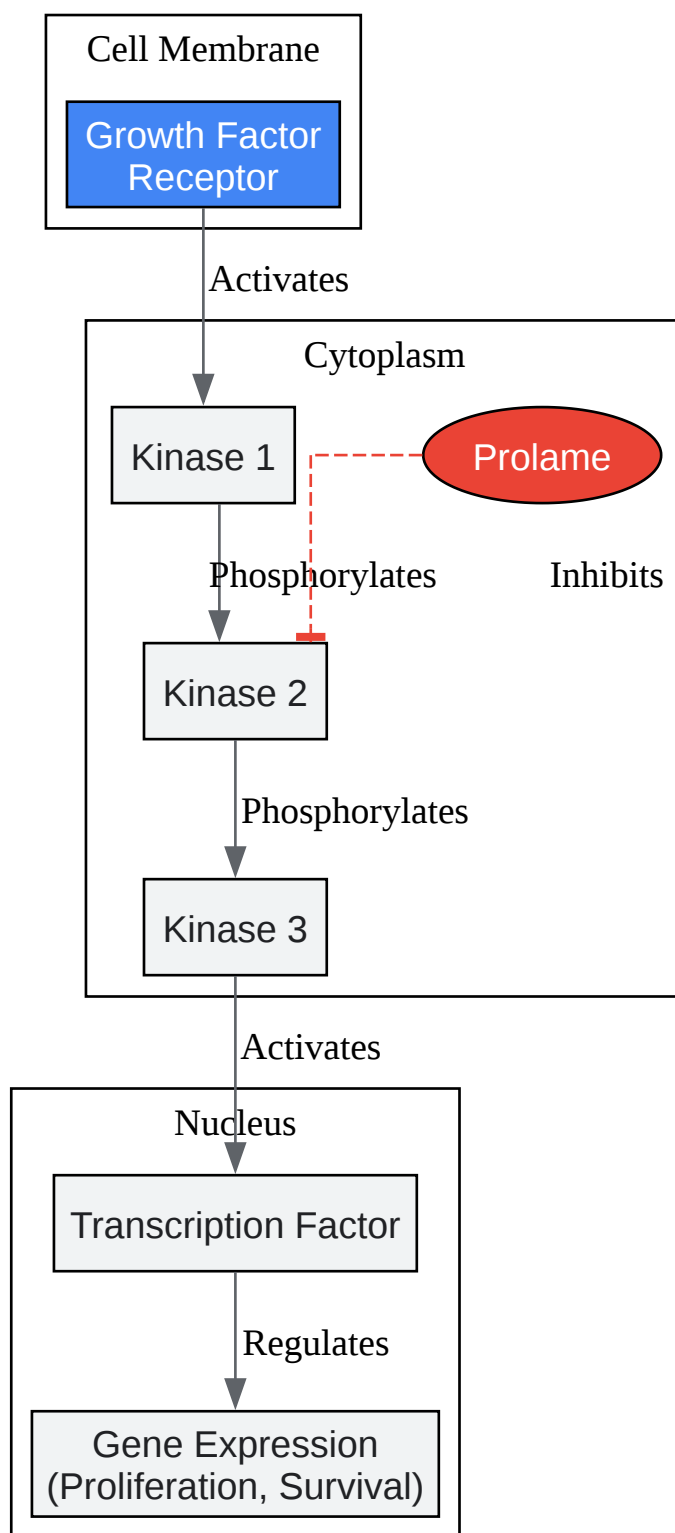 Cell Membrane
Growth Factor
Receptor
Activates
Cytoplasm
Kinase 1
Prolame
Phosphorylates
Inhibits
Kinase 2
Phosphorylates
Kinase 3
Activates
Nucleus
Transcription Factor
Regulates
Gene Expression
(Proliferation, Survival)